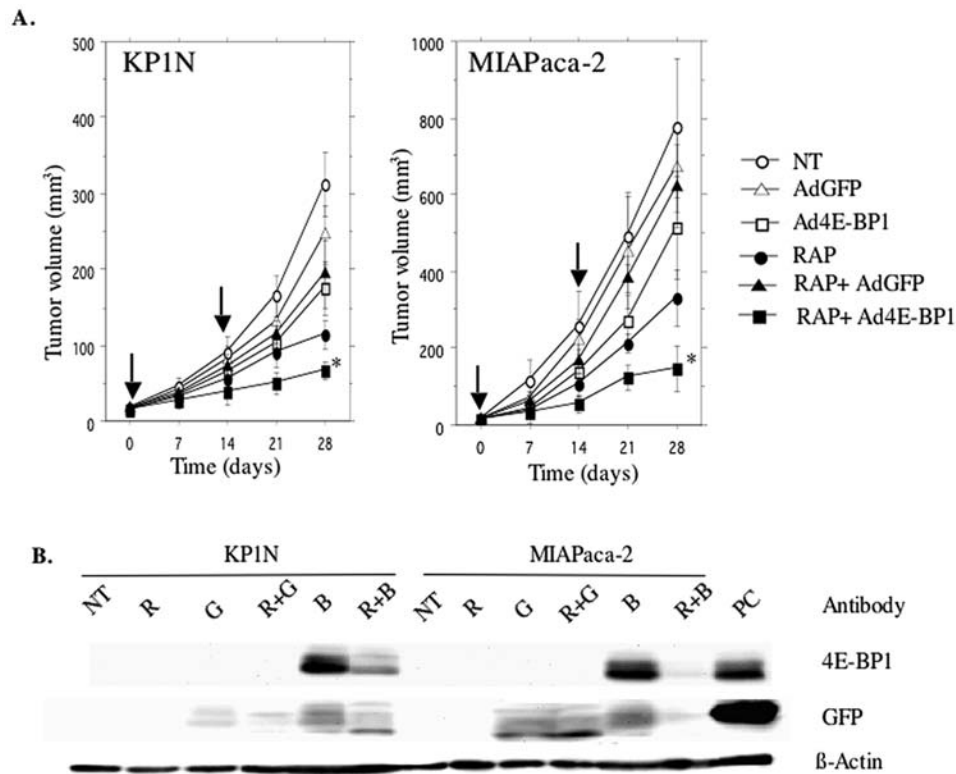 A.
KP1N
Tumor volume (mm³)
500
400
300
200
100
0
0 7 14 21 28
Time (days)
*
MIAPaca-2
Tumor volume (mm³)
1000
800
600
400
200
0
0 7 14 21 28
Time (days)
*
NT
AdGFP
Ad4E-BP1
RAP
RAP+ AdGFP
RAP+ Ad4E-BP1
B.
KP1N MIAPaca-2
NT R G R+G B R+B NT R G R+G B R+B PC Antibody
4E-BP1
GFP
ß-Actin